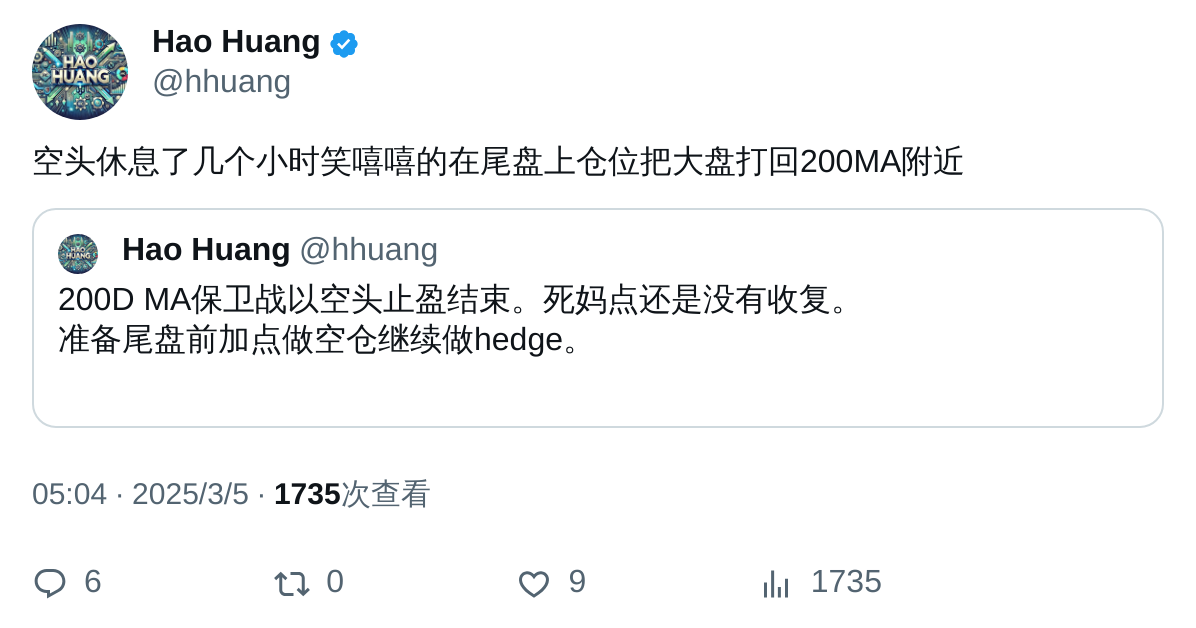 HAO
HUANG
Hao Huang
@hhuang
空头休息了几个小时笑嘻嘻的在尾盘上仓位把大盘打回200MA附近
HAO
HUANG
Hao Huang @hhuang
200D MA保卫战以空头止盈结束。死妈点还是没有收复。
准备尾盘前加点做空仓继续做hedge。
05:04 · 2025/3/5 · 1735次查看
6 0 9 1735